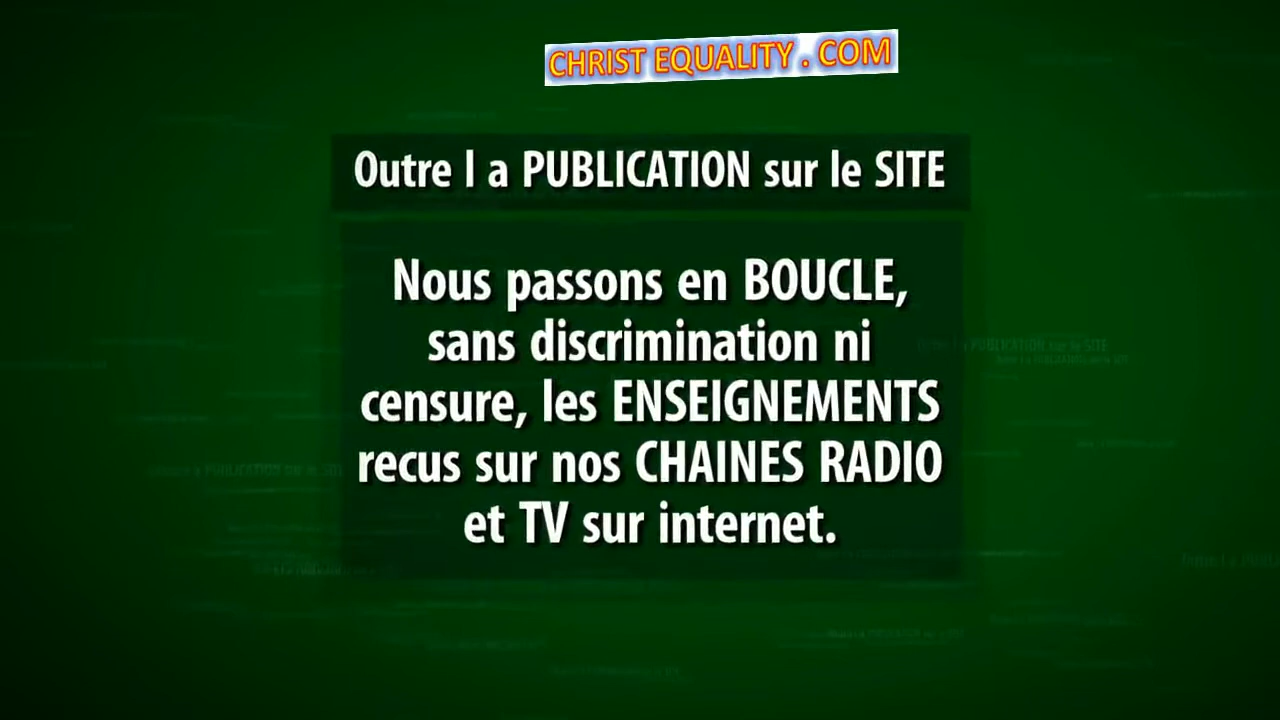 CHRIST EQUALITY . COM
Outre l a PUBLICATION sur le SITE
Nous passons en BOUCLE,
sans discrimination ni
censure, les ENSEIGNEMENTS
recus sur nos CHAINES RADIO
et TV sur internet.